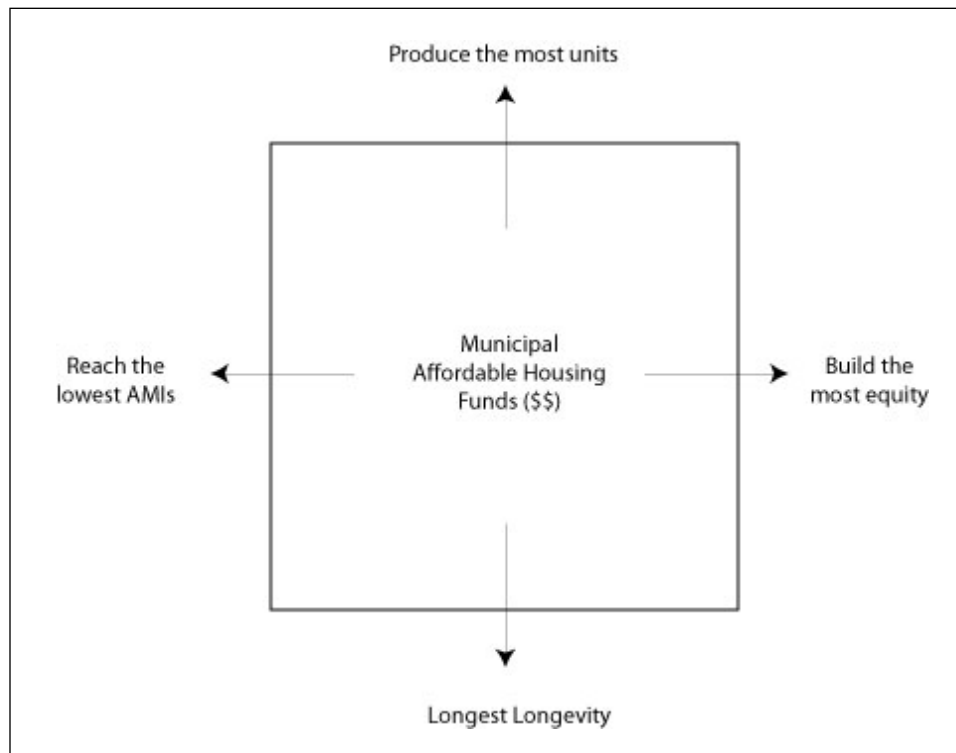 Produce the most units
Reach the
lowest AMIs
Municipal
Affordable Housing
Funds ($$)
Build the
most equity
Longest Longevity